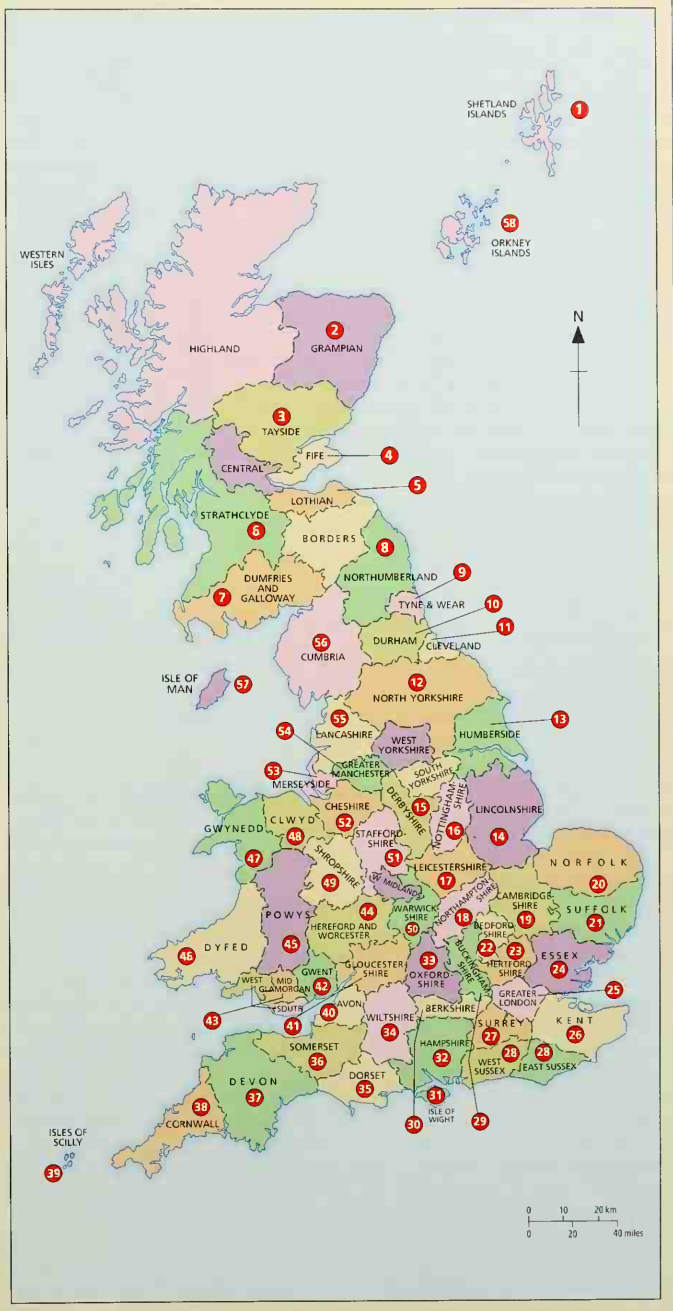 SHETLAND
ISLANDS
1
58
ORKNEY
ISLANDS
WESTERN
ISLES
N
2
GRAMPIAN
HIGHLAND
3
TAYSIDE
FIFE
4
CENTRAL
5
LOTHIAN
STRATHCLYDE
6
BORDERS
8
NORTHUMBERLAND
9
DUMFRIES
AND
GALLOWAY
7
TYNE & WEAR
10
11
DURHAM
CLEVELAND
56
CUMBRIA
ISLE OF
MAN
57
12
NORTH YORKSHIRE
13
HUMBERSIDE
55
LANCASHIRE
54
WEST
YORKSHIRE
53
MERSEYSIDE
GREATER
MANCHESTER
SOUTH
YORKSHIRE
DERBYSHIRE
15
NOTTINGHAM-
SHIRE
16
LINCOLNSHIRE
14
GWYNEDD
47
CLWYD
48
CHESHIRE
52
STAFFORD-
SHIRE
51
SHROPSHIRE
49
LEICESTERSHIRE
17
NORFOLK
20
W. MIDLANDS
NORTHAMPTON-
SHIRE
18
CAMBRIDGE-
SHIRE
19
SUFFOLK
21
POWYS
45
44
HEREFORD AND
WORCESTER
WARWICK-
SHIRE
50
BEDFORD-
SHIRE
22
23
HERTFORD-
SHIRE
ESSEX
24
46
DYFED
GWENT
42
GLOUCESTER-
SHIRE
33
OXFORD-
SHIRE
BUCKINGHAM-
SHIRE
GREATER
LONDON
25
WEST
MID
GLAMORGAN
SOUTH
43
41
AVON
40
WILTSHIRE
34
BERKSHIRE
SURREY
27
KENT
26
SOMERSET
36
HAMPSHIRE
32
WEST
SUSSEX
28
28
EAST SUSSEX
DEVON
37
DORSET
35
31
ISLE OF
WIGHT
30
29
38
CORNWALL
ISLES OF
SCILLY
39
0 10 20 km
0 20 40 miles